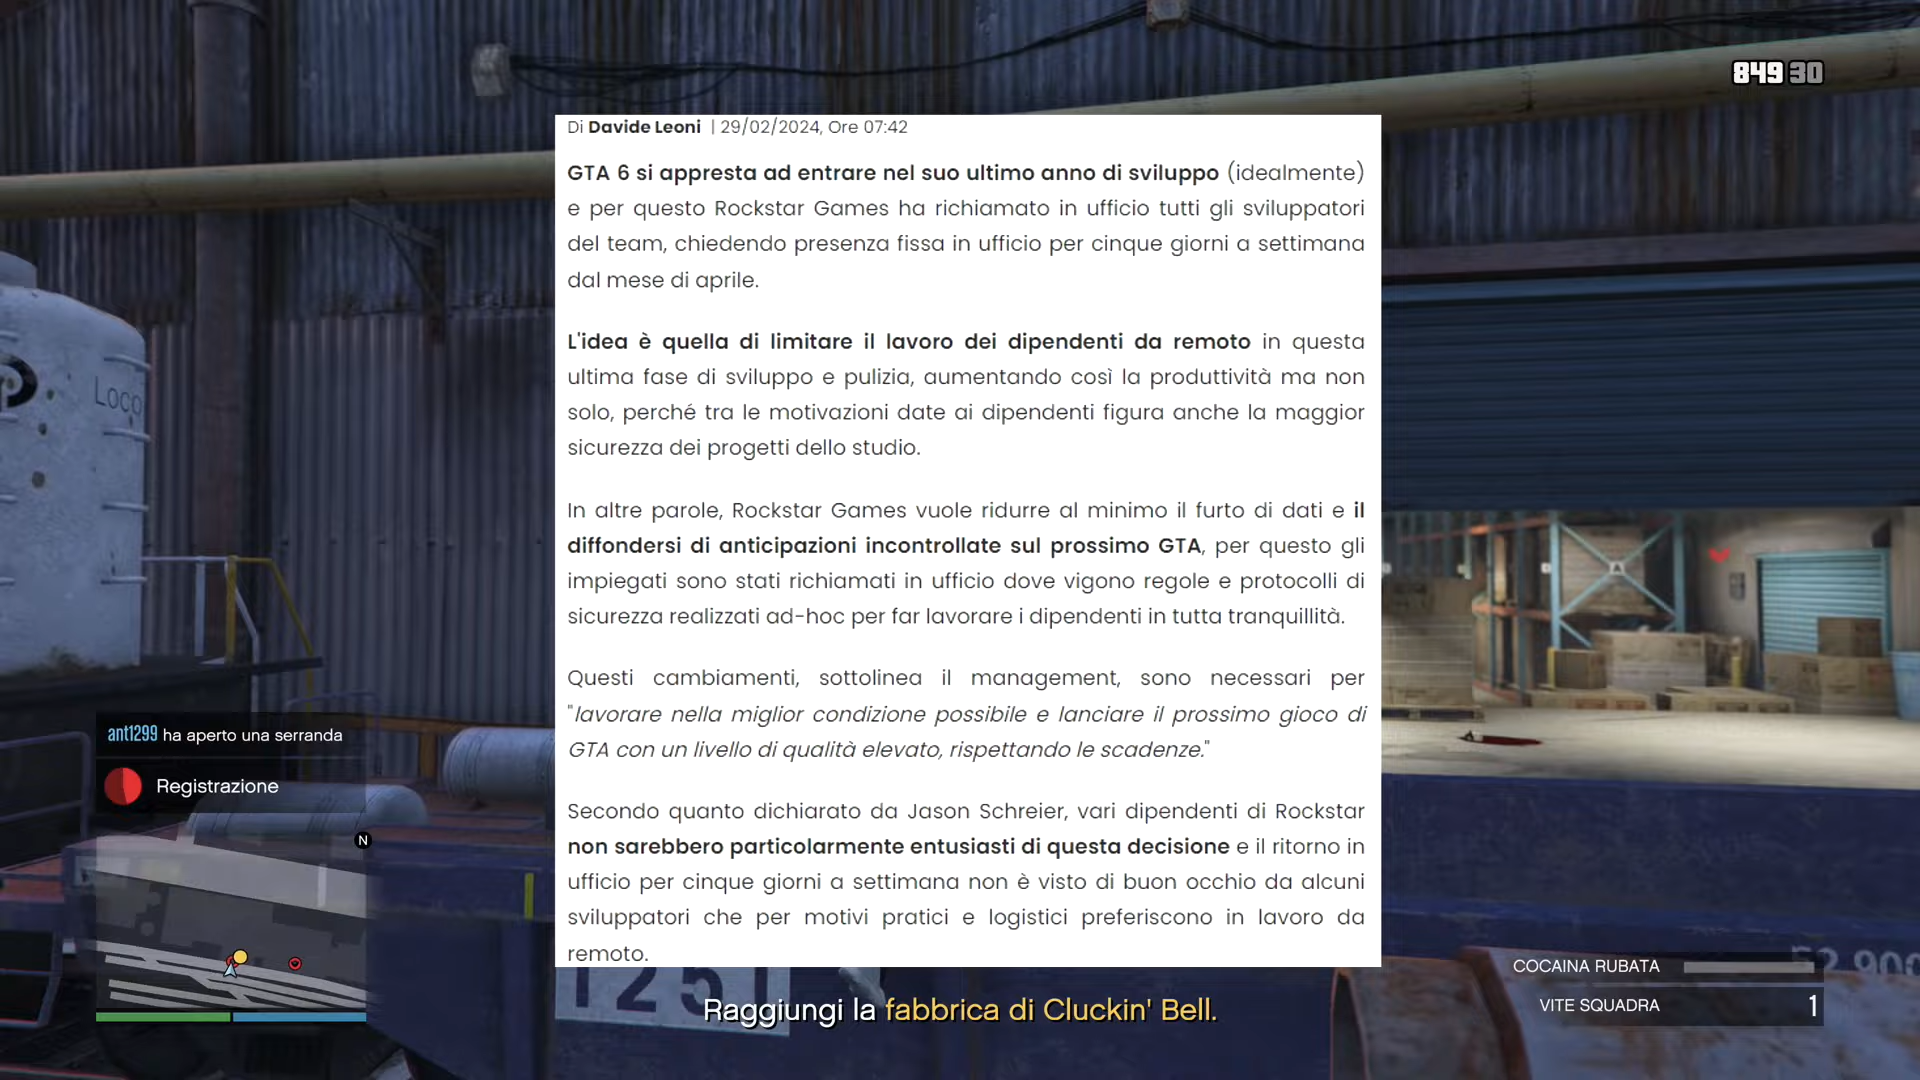 849 30
Di Davide Leoni | 29/02/2024, Ore 07:42
GTA 6 si appresta ad entrare nel suo ultimo anno di sviluppo (idealmente)
e per questo Rockstar Games ha richiamato in ufficio tutti gli sviluppatori
del team, chiedendo presenza fissa in ufficio per cinque giorni a settimana
dal mese di aprile.
L'idea è quella di limitare il lavoro dei dipendenti da remoto in questa
ultima fase di sviluppo e pulizia, aumentando così la produttività ma non
solo, perché tra le motivazioni date ai dipendenti figura anche la maggior
sicurezza dei progetti dello studio.
In altre parole, Rockstar Games vuole ridurre al minimo il furto di dati e il
diffondersi di anticipazioni incontrollate sul prossimo GTA, per questo gli
impiegati sono stati richiamati in ufficio dove vigono regole e protocolli di
sicurezza realizzati ad-hoc per far lavorare i dipendenti in tutta tranquillità.
Questi cambiamenti, sottolinea il management, sono necessari per
"lavorare nella miglior condizione possibile e lanciare il prossimo gioco di
GTA con un livello di qualità elevato, rispettando le scadenze."
Secondo quanto dichiarato da Jason Schreier, vari dipendenti di Rockstar
non sarebbero particolarmente entusiasti di questa decisione e il ritorno in
ufficio per cinque giorni a settimana non è visto di buon occhio da alcuni
sviluppatori che per motivi pratici e logistici preferiscono in lavoro da
remoto.
Loco
ant1299 ha aperto una serranda
Registrazione
N
1251
52,900
COCAINA RUBATA
VITE SQUADRA 1
Raggiungi la fabbrica di Cluckin' Bell.